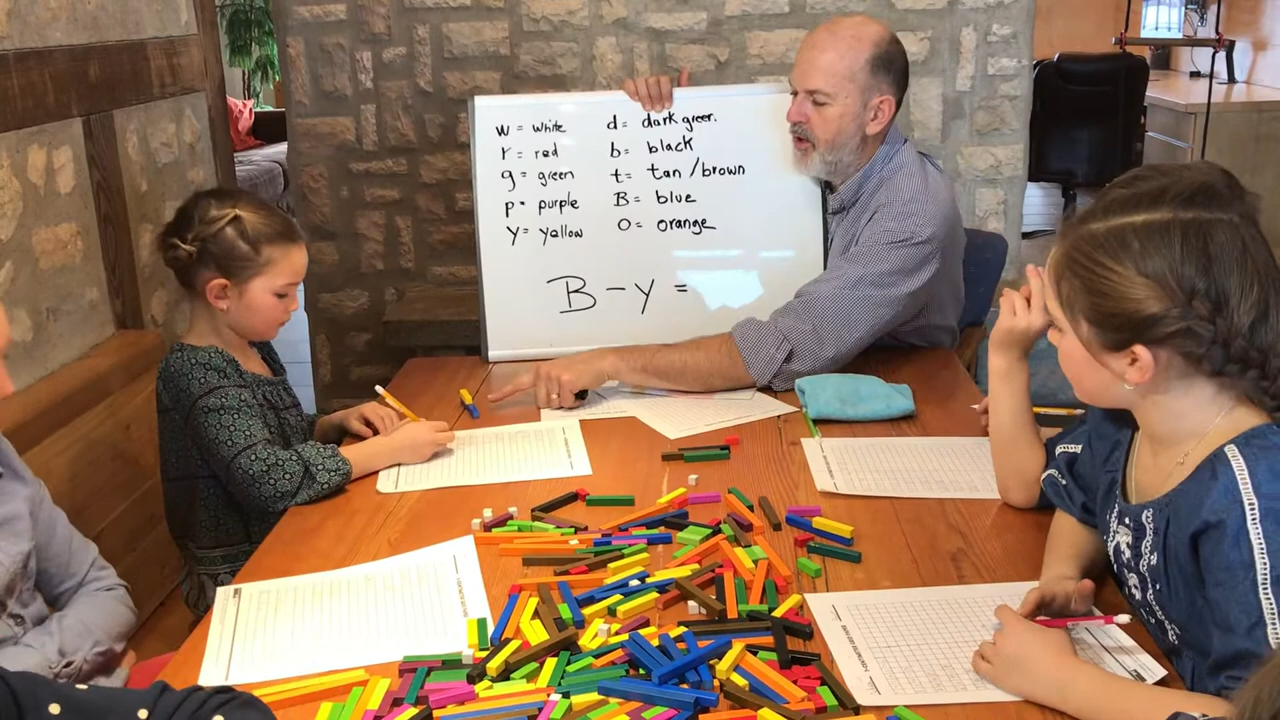 w = white
r = red
g = green
p = purple
y = yellow
d = dark green.
b = black
t = tan / brown
B = blue
O = orange
B - y =